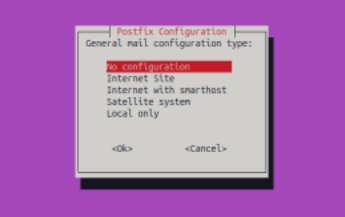 Postfix Configuration
General mail configuration type:
No configuration
Internet Site
Internet with smarthost
Satellite system
Local only
<Ok>
<Cancel>